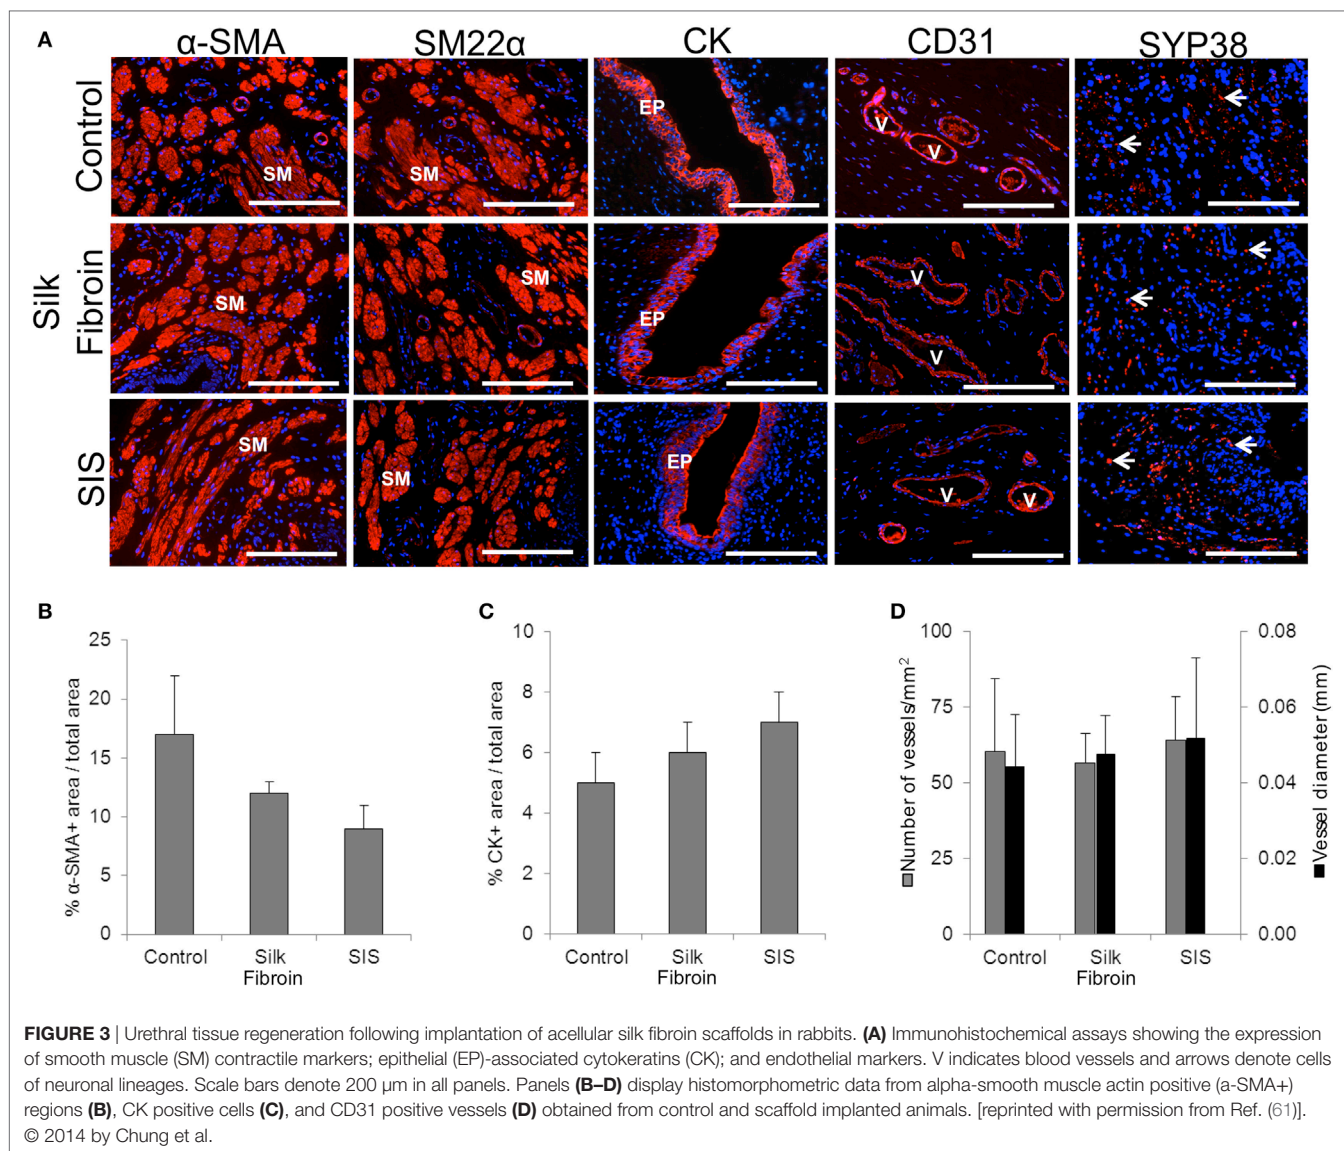 A
α-SMA SM22α CK CD31 SYP38
Control
SM
SM
EP
V
V
Silk
Fibroin
SM
SM
EP
V
V
SIS
SM
SM
EP
V
V
B
% α-SMA+ area / total area
25
20
15
10
5
0
Control Silk SIS
Fibroin
C
% CK+ area / total area
10
8
6
4
2
0
Control Silk SIS
Fibroin
D
Number of vessels/mm²
100
75
50
25
0
Control Silk SIS
Fibroin
0.08
0.06
0.04
0.02
0.00
Vessel diameter (mm)
FIGURE 3 | Urethral tissue regeneration following implantation of acellular silk fibroin scaffolds in rabbits. (A) Immunohistochemical assays showing the expression
of smooth muscle (SM) contractile markers; epithelial (EP)-associated cytokeratins (CK); and endothelial markers. V indicates blood vessels and arrows denote cells
of neuronal lineages. Scale bars denote 200 µm in all panels. Panels (B–D) display histomorphometric data from alpha-smooth muscle actin positive (a-SMA+)
regions (B), CK positive cells (C), and CD31 positive vessels (D) obtained from control and scaffold implanted animals. [reprinted with permission from Ref. (61)].
© 2014 by Chung et al.